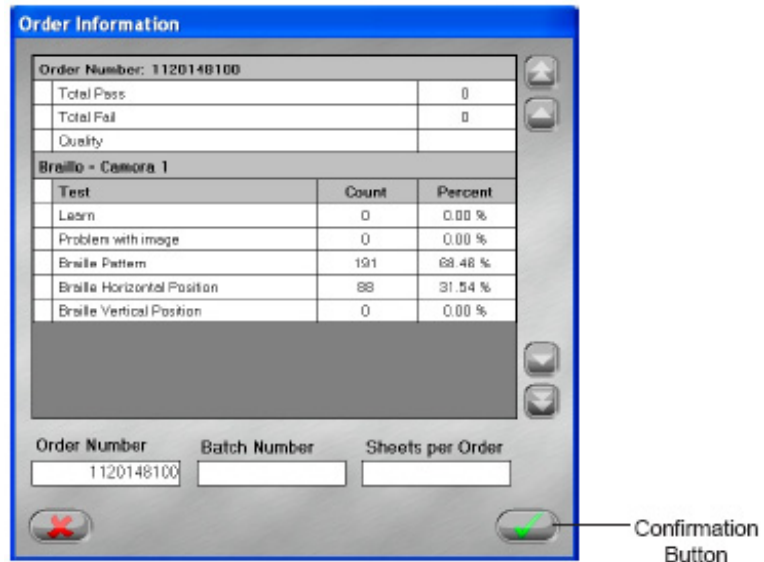 Order Information
Order Number: 1120148100
Total Pass 0
Total Fail 0
Quality
Braille - Camera 1
Test Count Percent
Learn 0 0.00 %
Problem with image 0 0.00 %
Braille Pattern 191 68.46 %
Braille Horizontal Position 88 31.54 %
Braille Vertical Position 0 0.00 %
Order Number Batch Number Sheets per Order
1120148100
Confirmation
Button